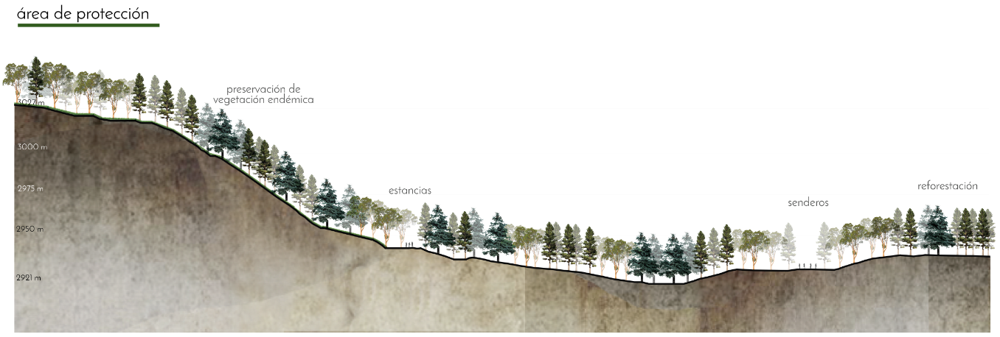 área de protección
preservación de
vegetación endémica
3027 m
3000 m
2975 m
2950 m
2921 m
estancias
senderos
reforestación